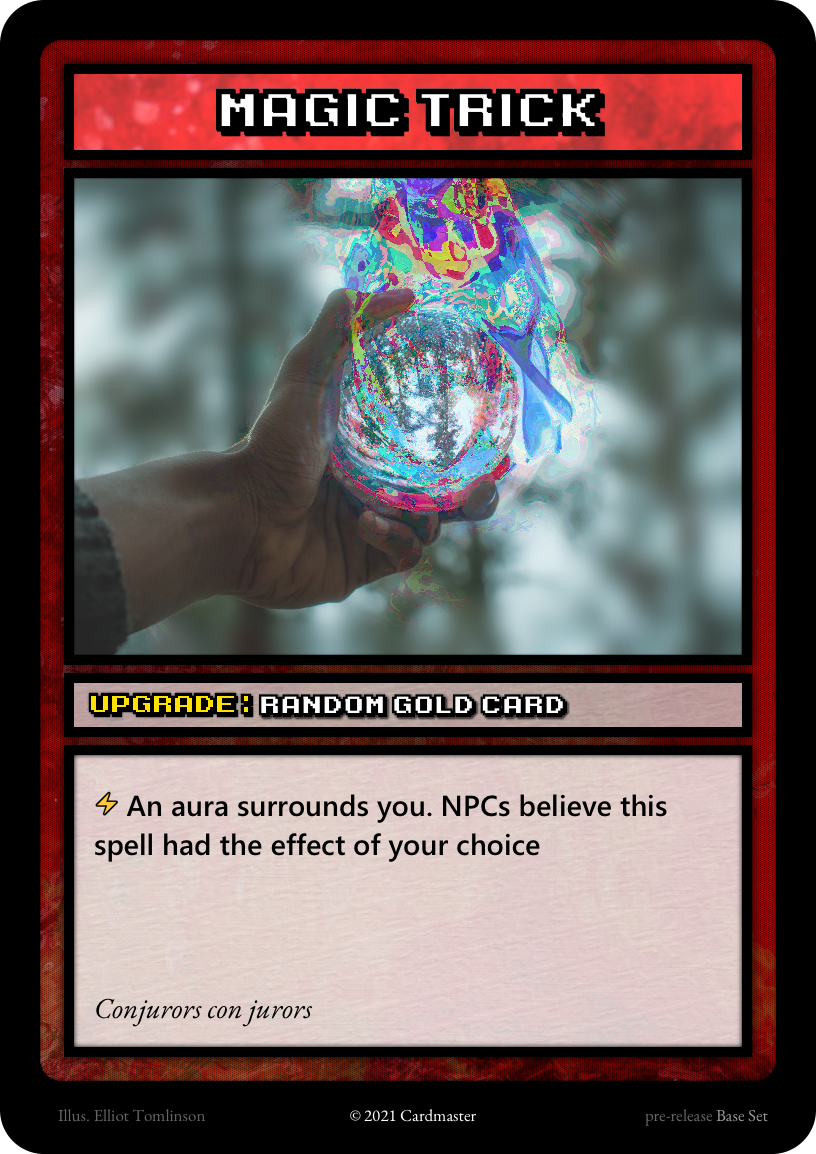 MAGIC TRICK
UPGRADE: RANDOM GOLD CARD
⚡ An aura surrounds you. NPCs believe this
spell had the effect of your choice
Conjurors con jurors
Illus. Elliot Tomlinson © 2021 Cardmaster pre-release Base Set